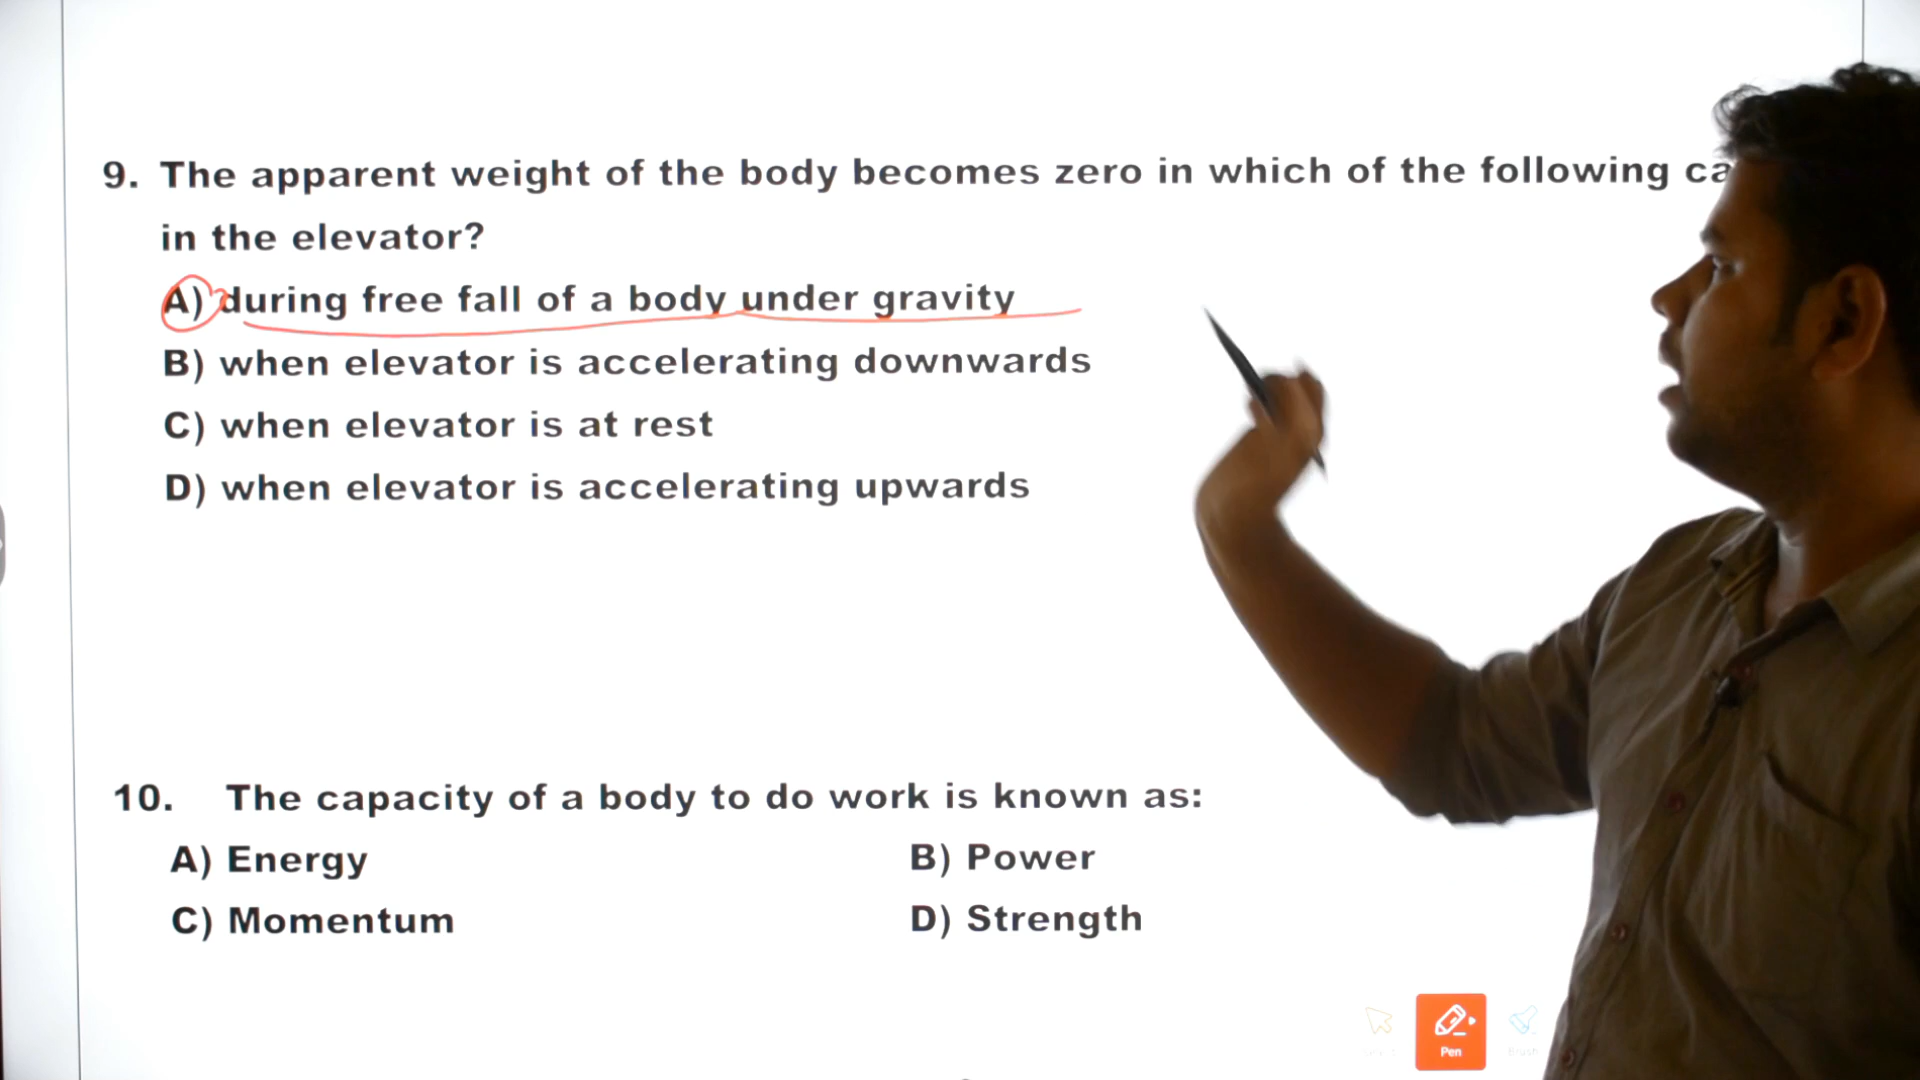 9. The apparent weight of the body becomes zero in which of the following
in the elevator?
A) during free fall of a body under gravity
B) when elevator is accelerating downwards
C) when elevator is at rest
D) when elevator is accelerating upwards
10. The capacity of a body to do work is known as:
A) Energy B) Power
C) Momentum D) Strength
Pen